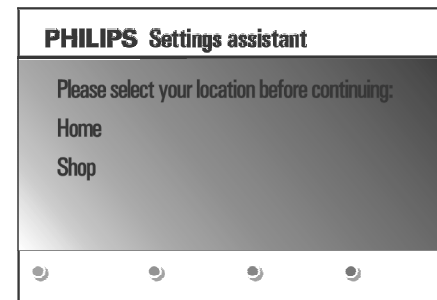 PHILIPS Settings assistant
Please select your location before continuing:
Home
Shop